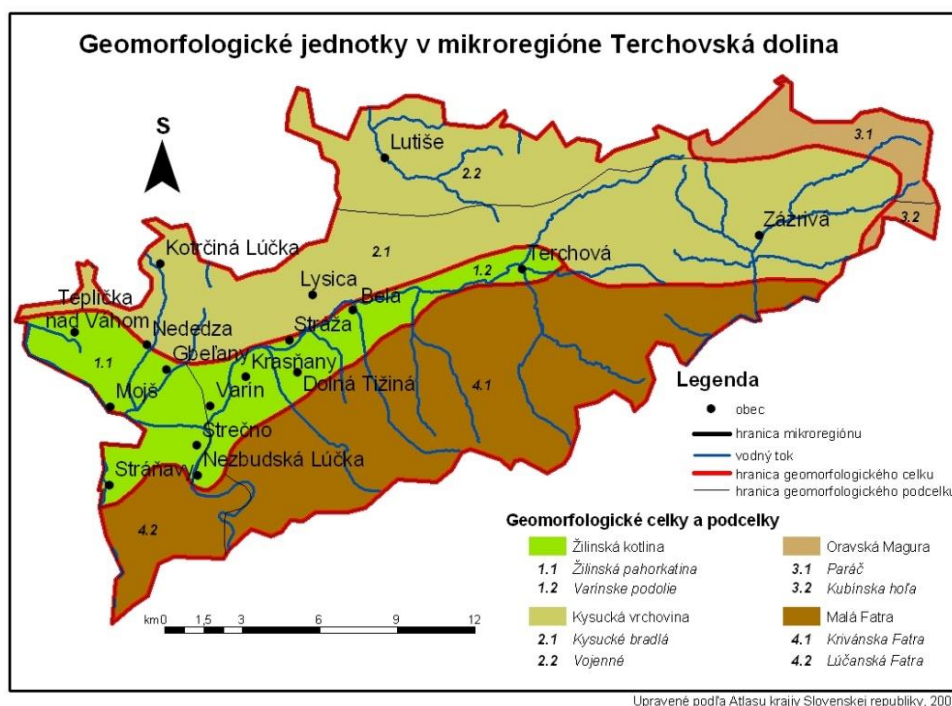 Geomorfologické jednotky v mikroregióne Terchovská dolina
S
3.1
Lutiše
2.2
3.2
Zázrivá
Kotrčiná Lúčka
2.1
Terchová
1.2
Lysica
Belá
Teplička
nad Váhom
Nededza
Stráža
Gbeľany
1.1
Krasňany
4.1
Dolná Tižiná
Mojš
Varín
Strečno
Nezbudská Lúčka
Stráňavy
4.2
Legenda
obec
hranica mikroregiónu
vodný tok
hranica geomorfologického celku
hranica geomorfologického podcelku
Geomorfologické celky a podcelky
Žilinská kotlina
1.1 Žilinská pahorkatina
1.2 Varínske podolie
Kysucká vrchovina
2.1 Kysucké bradlá
2.2 Vojenné
Oravská Magura
3.1 Paráč
3.2 Kubínska hoľa
Malá Fatra
4.1 Krivánska Fatra
4.2 Lúčanská Fatra
km 0 1,5 3 6 9 12
Upravené podľa Atlasu krajiy Slovenskej republiky, 200